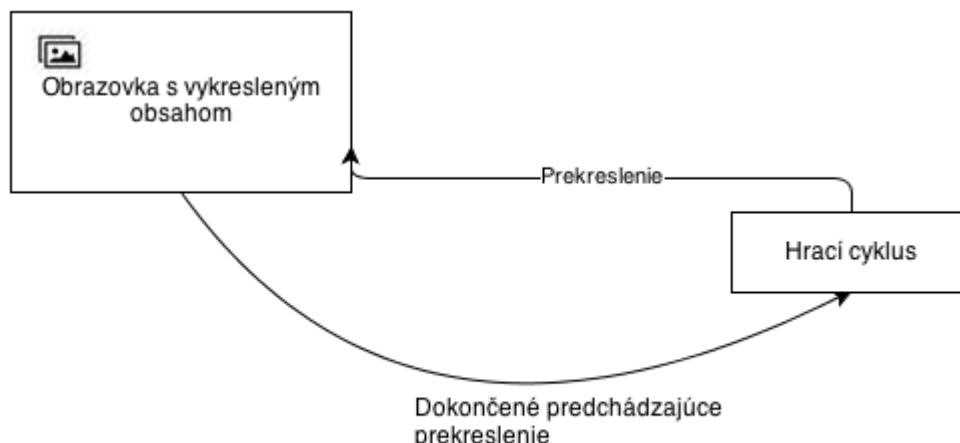 Obrazovka s vykresleným
obsahom
Prekreslenie
Hrací cyklus
Dokončené predchádzajúce
prekreslenie